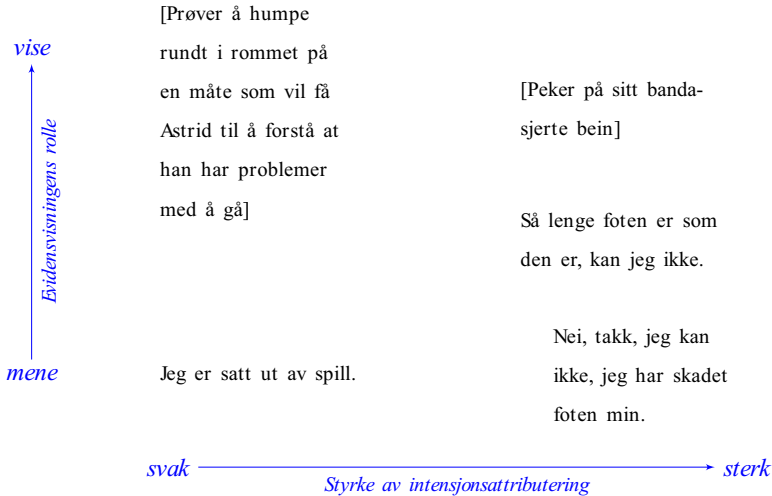 [Prøver å humpe
rundt i rommet på
en måte som vil få
Astrid til å forstå at
han har problemer
med å gå]
vise
[Peker på sitt banda-
sjerte bein]
Evidensvisningens rolle
Så lenge foten er som
den er, kan jeg ikke.
mene
Jeg er satt ut av spill.
Nei, takk, jeg kan
ikke, jeg har skadet
foten min.
svak
sterk
Styrke av intensjonsattributering